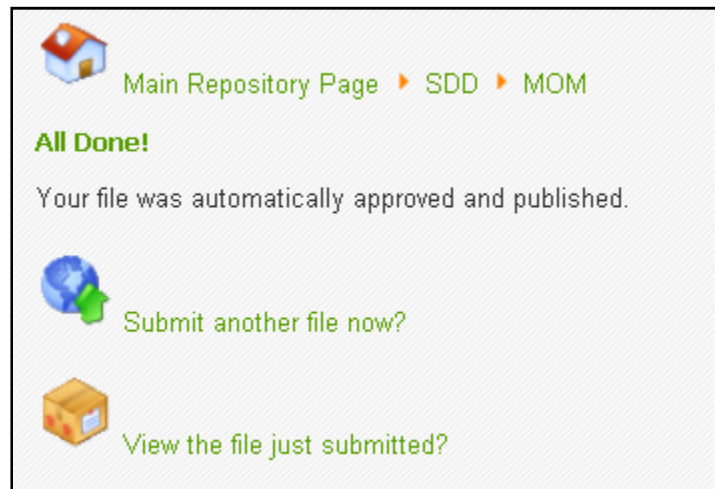 Main Repository Page SDD MOM
All Done!
Your file was automatically approved and published.
Submit another file now?
View the file just submitted?